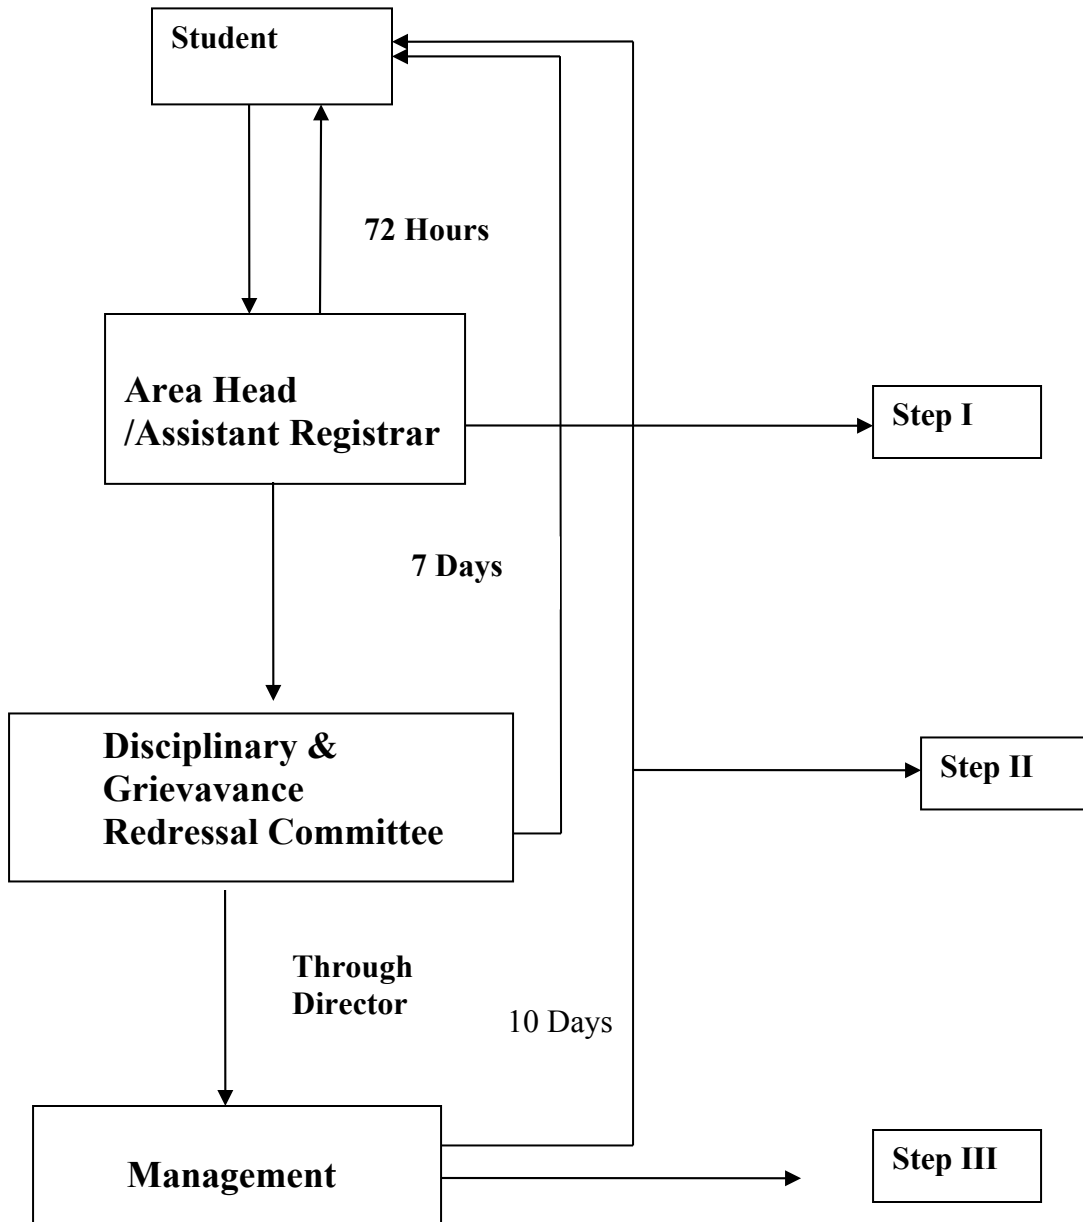 Student
72 Hours
Area Head
/Assistant Registrar
Step I
7 Days
Disciplinary &
Grievavance
Redressal Committee
Step II
Through
Director
10 Days
Management
Step III